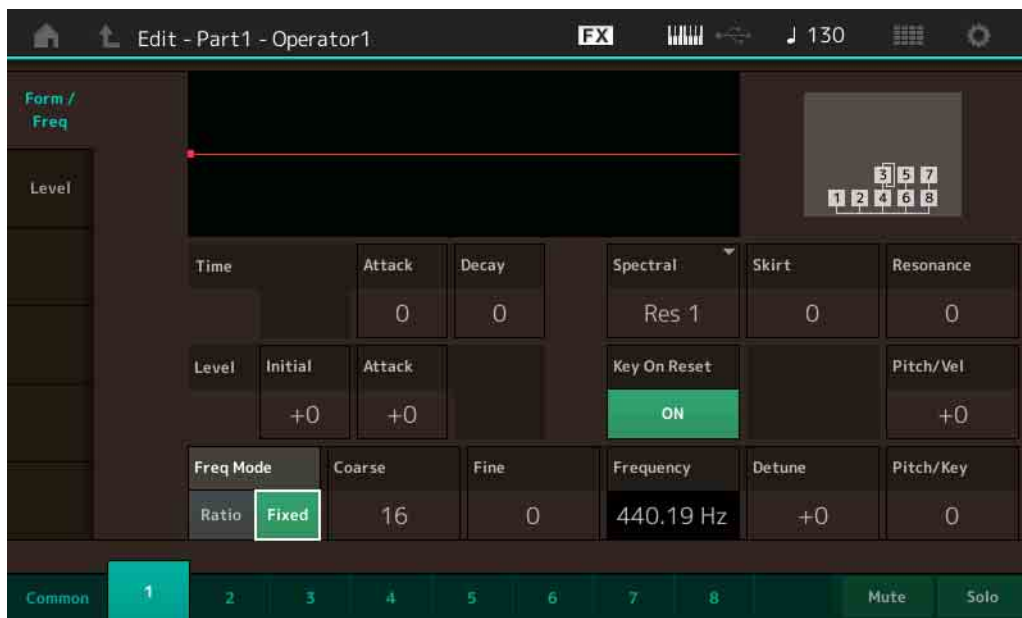 Edit - Part1 - Operator1 FX ♩ 130
Form /
Freq
Level
3 5 7
1 2 4 6 8
Time Attack Decay Spectral Skirt Resonance
0 0 Res 1 0 0
Level Initial Attack Key On Reset Pitch/Vel
+0 +0 ON +0
Freq Mode Coarse Fine Frequency Detune Pitch/Key
Ratio Fixed 16 0 440.19 Hz +0 0
Common 1 2 3 4 5 6 7 8 Mute Solo